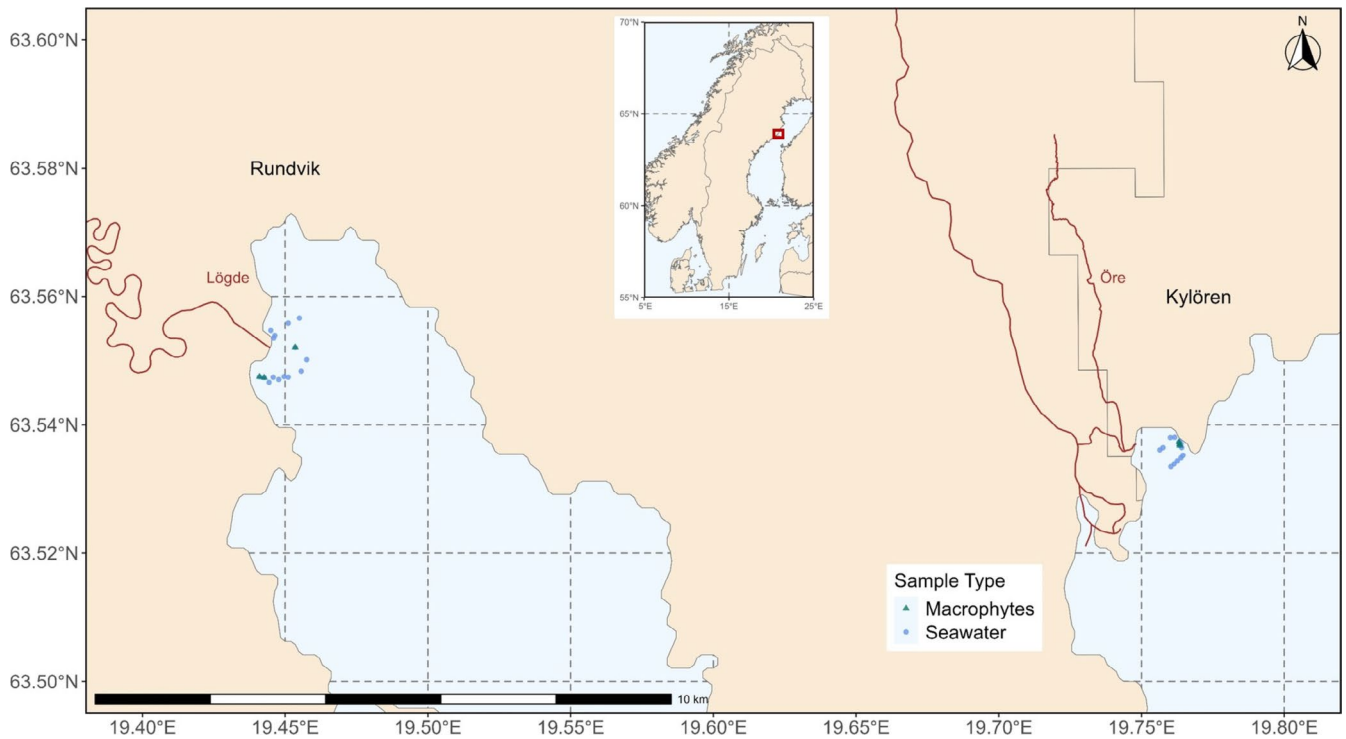 63.60°N
63.58°N
63.56°N
63.54°N
63.52°N
63.50°N
Rundvik
Lögde
70°N
65°N
60°N
55°N
5°E 15°E 25°E
N
Öre
Kylören
Sample Type
Macrophytes
Seawater
10 km
19.40°E 19.45°E 19.50°E 19.55°E 19.60°E 19.65°E 19.70°E 19.75°E 19.80°E